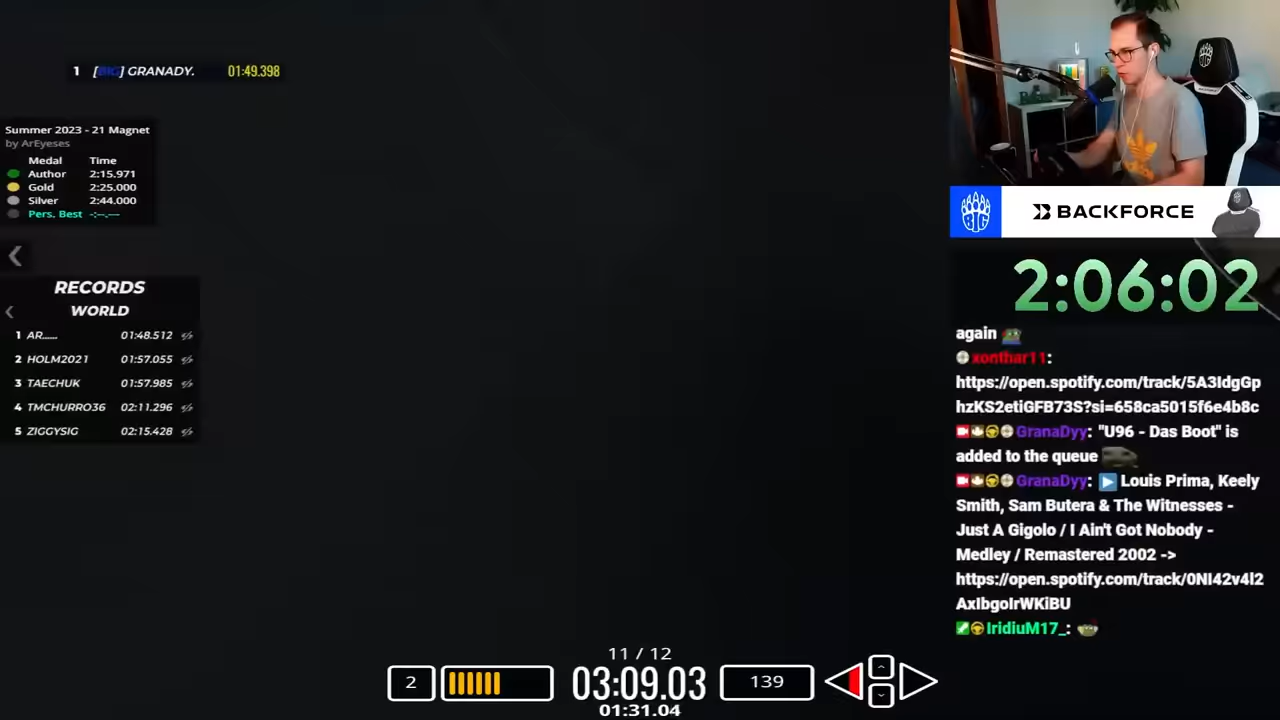 1 [BIG] GRANADY. 01:49.398
Summer 2023 - 21 Magnet
by ArEyeses
Medal Time
Author 2:15.971
Gold 2:25.000
Silver 2:44.000
Pers. Best -:--.---
RECORDS
WORLD
1 AR...... 01:48.512
2 HOLM2021 01:57.055
3 TAECHUK 01:57.985
4 TMCHURRO36 02:11.296
5 ZIGGYSIG 02:15.428
11 / 12
2
03:09.03
139
01:31.04
BIG
BACKFORCE
2:06:02
again
xonthar11:
https://open.spotify.com/track/5A3IdgGp
hzKS2etiGFB73S?si=658ca5015f6e4b8c
GranaDyy: "U96 - Das Boot" is
added to the queue
GranaDyy: Louis Prima, Keely
Smith, Sam Butera & The Witnesses -
Just A Gigolo / I Ain't Got Nobody -
Medley / Remastered 2002 ->
https://open.spotify.com/track/0NI42v4l2
AxIbgoIrWKiBU
IridiuM17_: